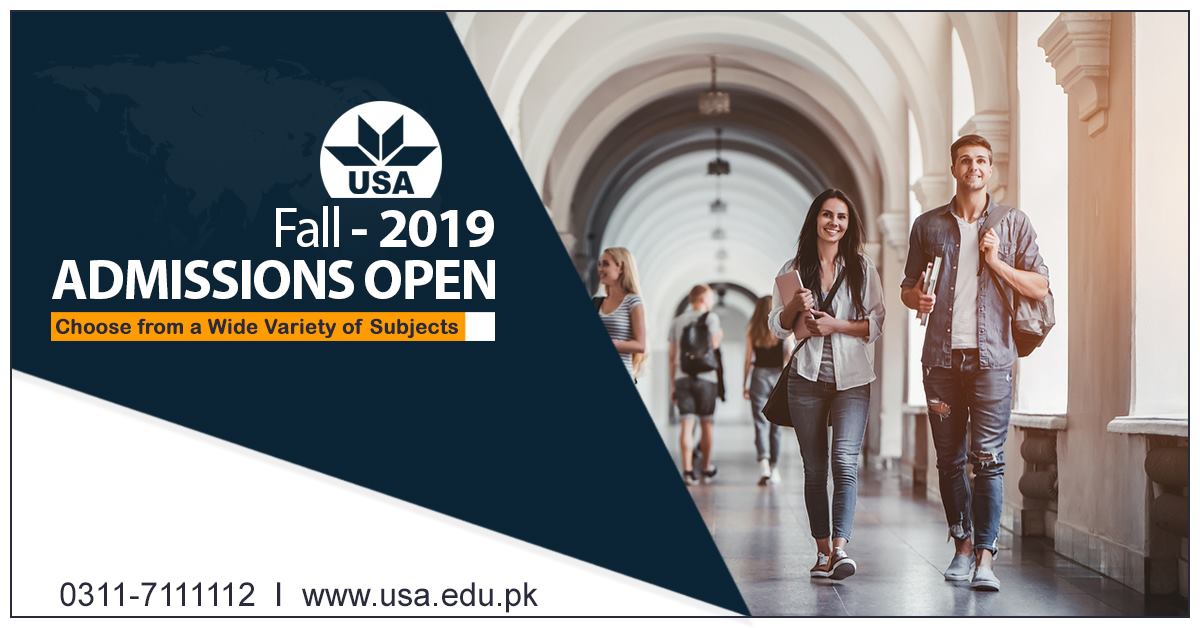 USA
Fall - 2019
ADMISSIONS OPEN
Choose from a Wide Variety of Subjects
0311-7111112 | www.usa.edu.pk